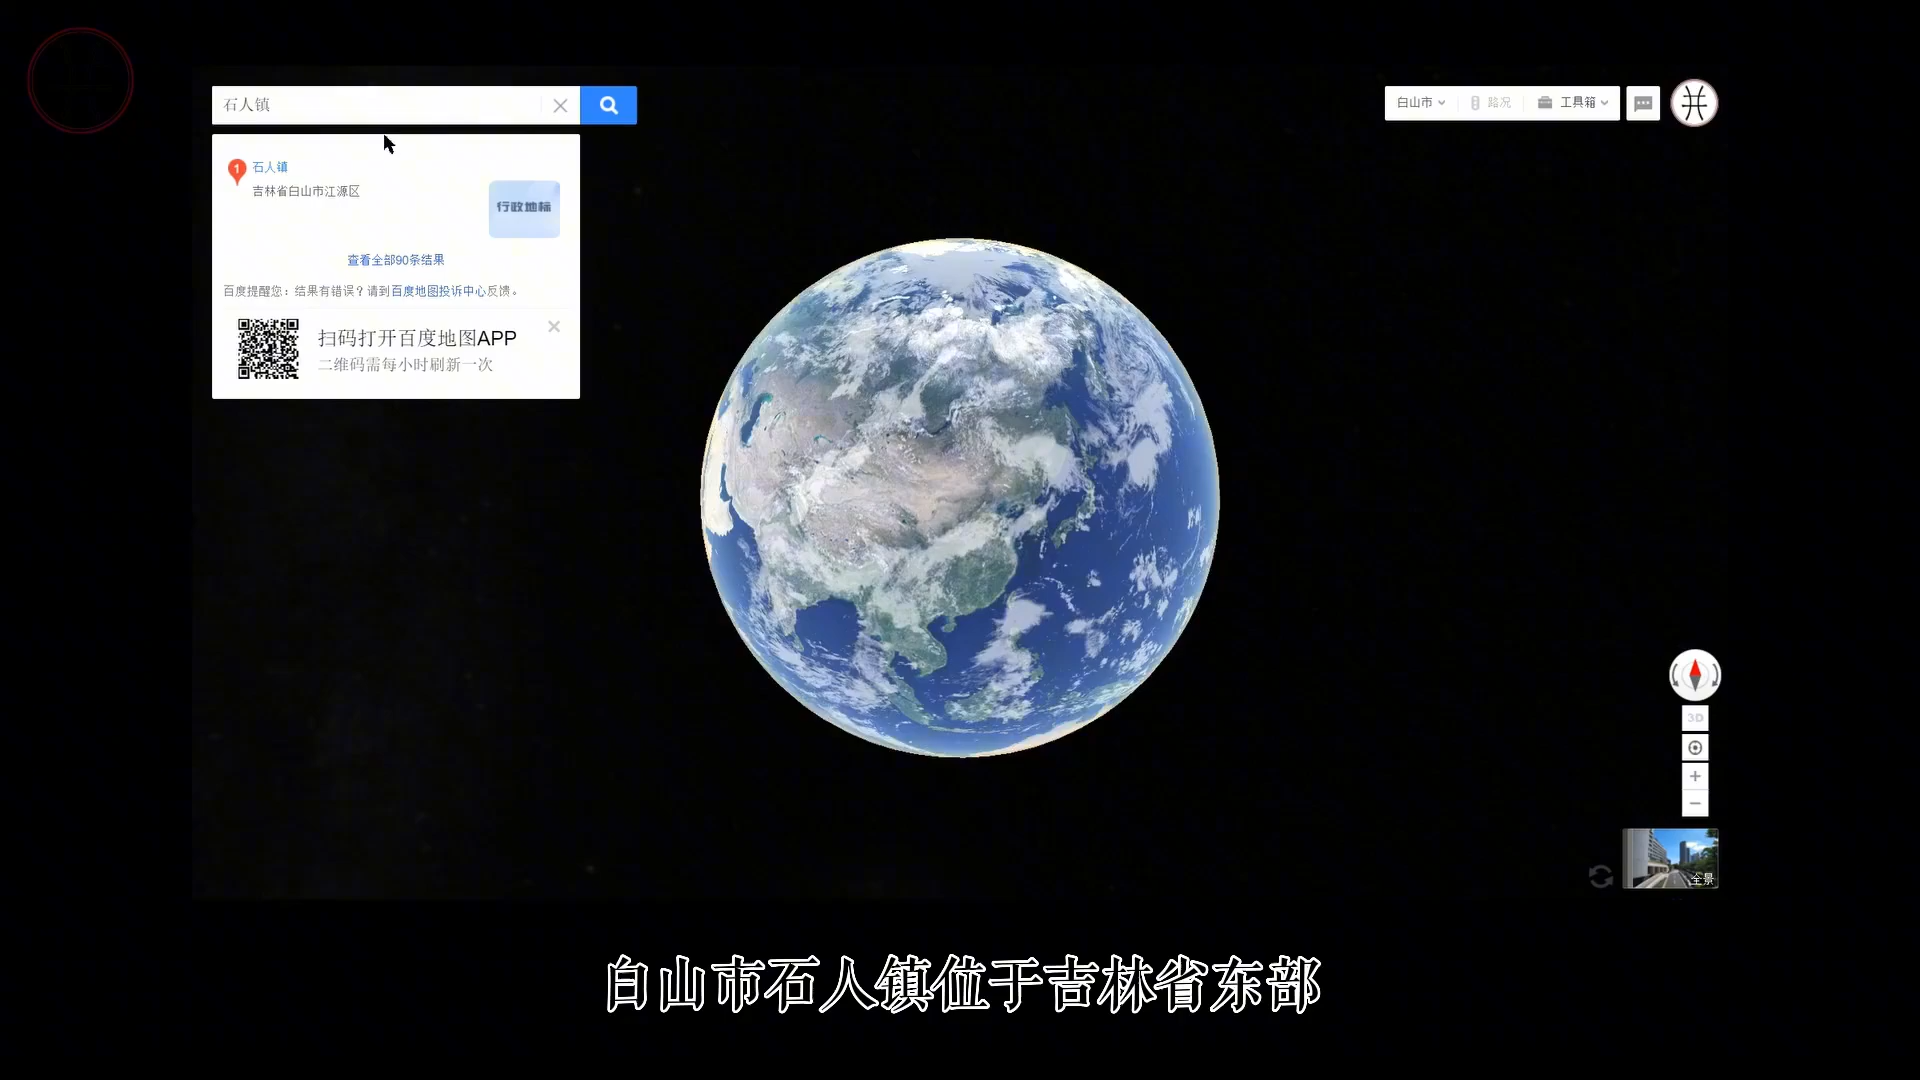 石人镇
白山市
路况
工具箱
1
石人镇
吉林省白山市江源区
行政地标
查看全部90条结果
百度提醒您：结果有错误？请到百度地图投诉中心反馈。
扫码打开百度地图APP
二维码需每小时刷新一次
3D
全景
白山市石人镇位于吉林省东部